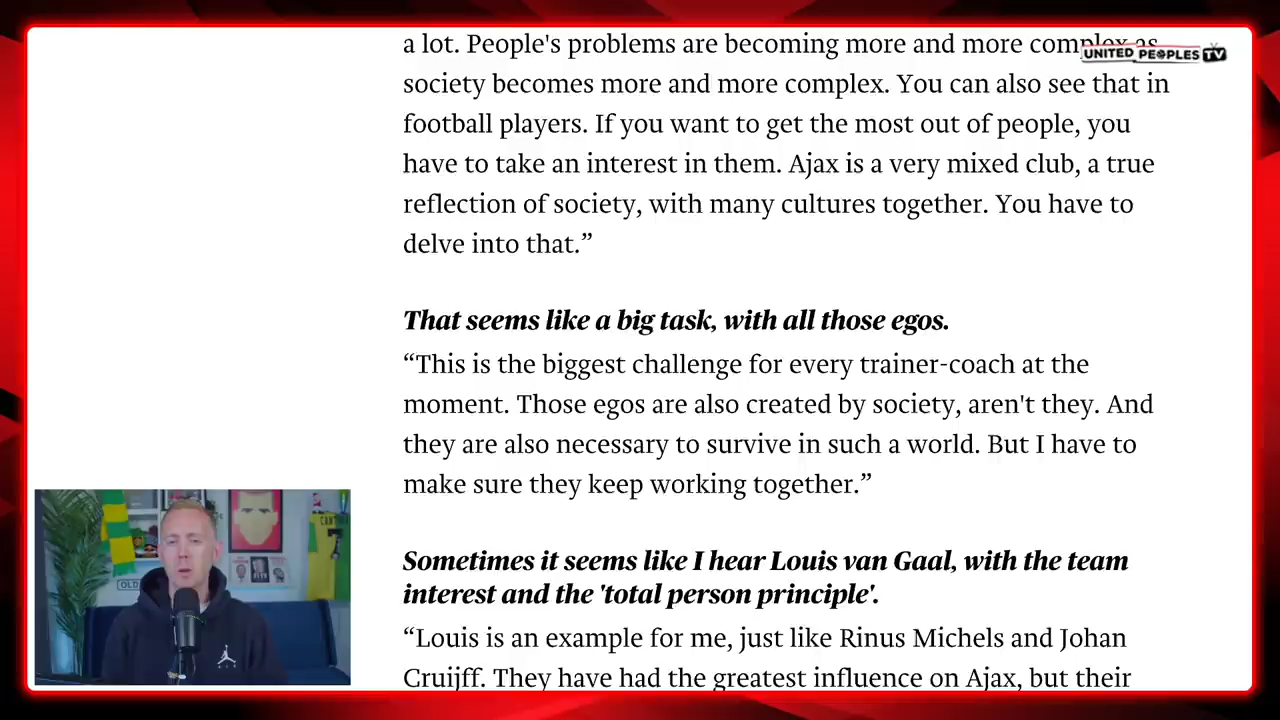 a lot. People's problems are becoming more and more complex as
UNITED PEOPLES TV
society becomes more and more complex. You can also see that in
football players. If you want to get the most out of people, you
have to take an interest in them. Ajax is a very mixed club, a true
reflection of society, with many cultures together. You have to
delve into that.”
That seems like a big task, with all those egos.
“This is the biggest challenge for every trainer-coach at the
moment. Those egos are also created by society, aren't they. And
they are also necessary to survive in such a world. But I have to
make sure they keep working together.”
Sometimes it seems like I hear Louis van Gaal, with the team
interest and the 'total person principle'.
“Louis is an example for me, just like Rinus Michels and Johan
Cruijff. They have had the greatest influence on Ajax, but their
OLD
CANTONA
7